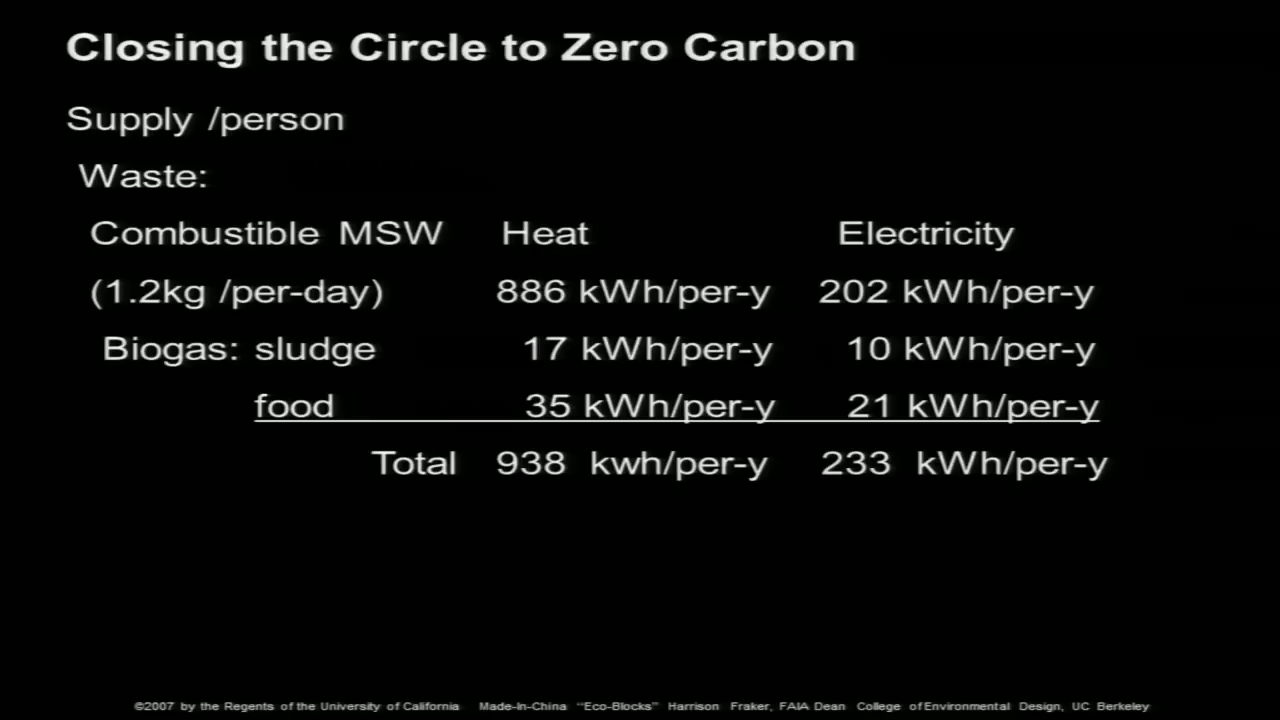 Closing the Circle to Zero Carbon
Supply /person
Waste:
Combustible MSW Heat Electricity
(1.2kg /per-day) 886 kWh/per-y 202 kWh/per-y
Biogas: sludge 17 kWh/per-y 10 kWh/per-y
food 35 kWh/per-y 21 kWh/per-y
Total 938 kwh/per-y 233 kWh/per-y
©2007 by the Regents of the University of California Made-In-China "Eco-Blocks" Harrison Fraker, FAIA Dean College of Environmental Design, UC Berkeley